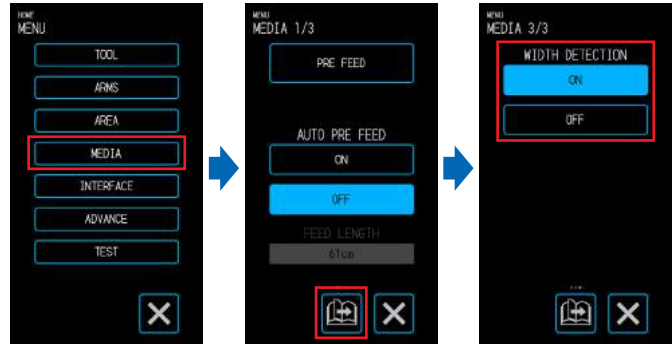 HOME
MENU
TOOL
ARMS
AREA
MEDIA
INTERFACE
ADVANCE
TEST
MENU
MEDIA 1/3
PRE FEED
AUTO PRE FEED
ON
OFF
FEED LENGTH
61cm
MENU
MEDIA 3/3
WIDTH DETECTION
ON
OFF